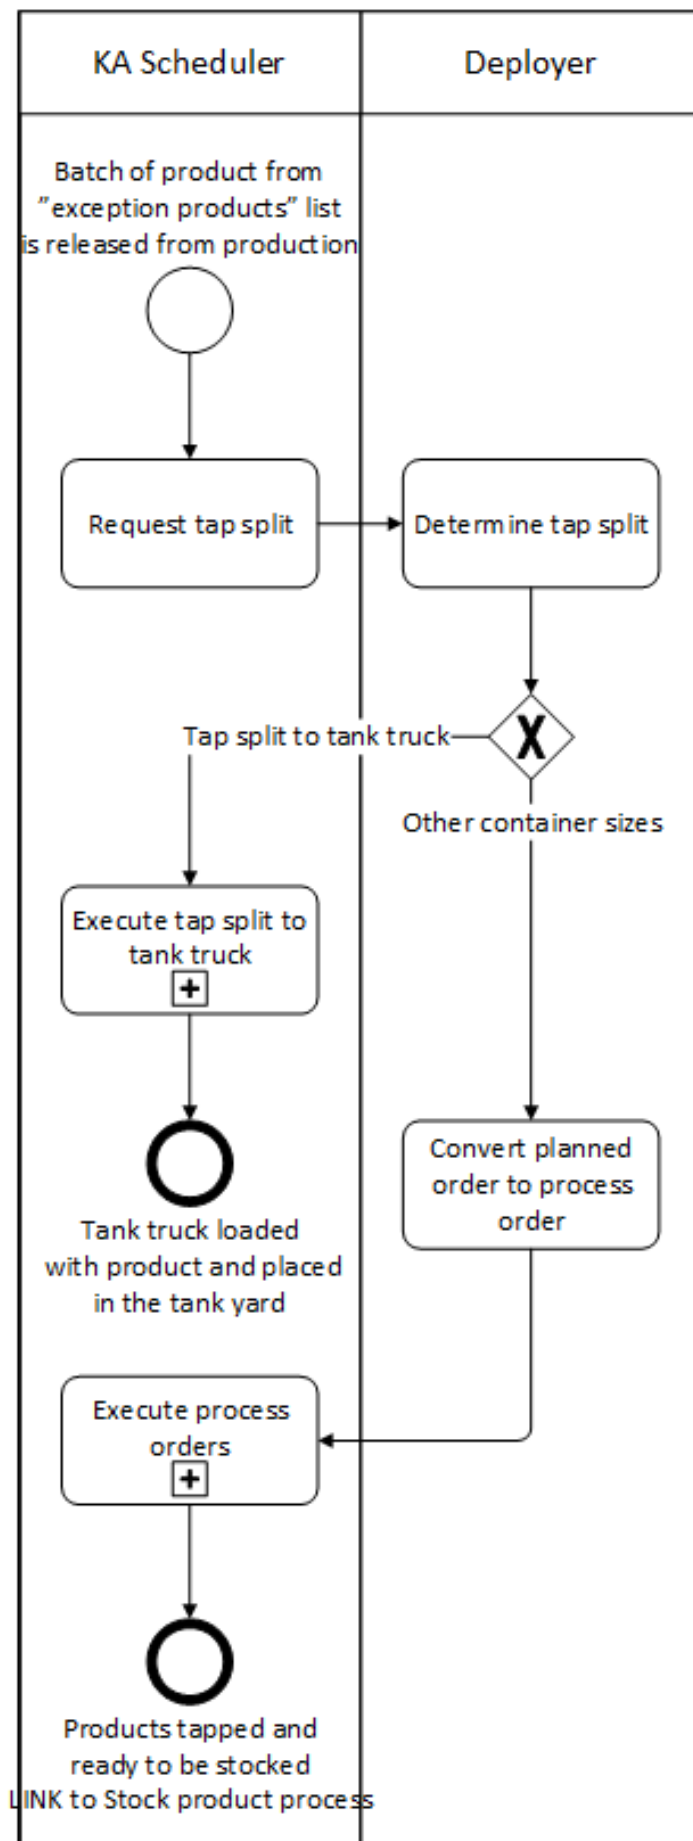 KA Scheduler
Deployer
Batch of product from
"exception products" list
is released from production
Request tap split
Determine tap split
X
Tap split to tank truck
Other container sizes
Execute tap split to
tank truck
Convert planned
order to process
order
Tank truck loaded
with product and placed
in the tank yard
Execute process
orders
Products tapped and
ready to be stocked
LINK to Stock product process